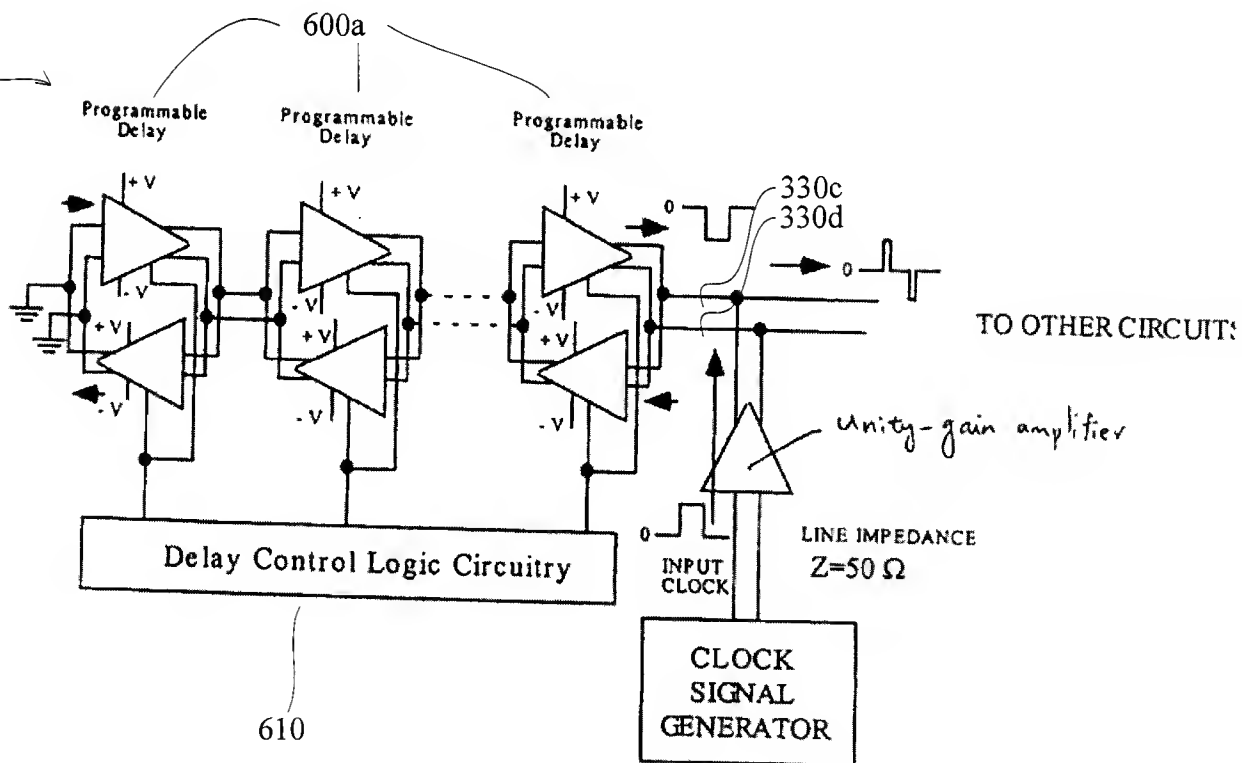 600a
Programmable
Delay
Programmable
Delay
Programmable
Delay
+ V
+ V
+ V
0
330c
330d
0
- V
- V
- V
+ V
+ V
+ V
TO OTHER CIRCUITS
- V
- V
- V
Unity-gain amplifier
0
INPUT
CLOCK
LINE IMPEDANCE
Z=50 Ω
Delay Control Logic Circuitry
610
CLOCK
SIGNAL
GENERATOR